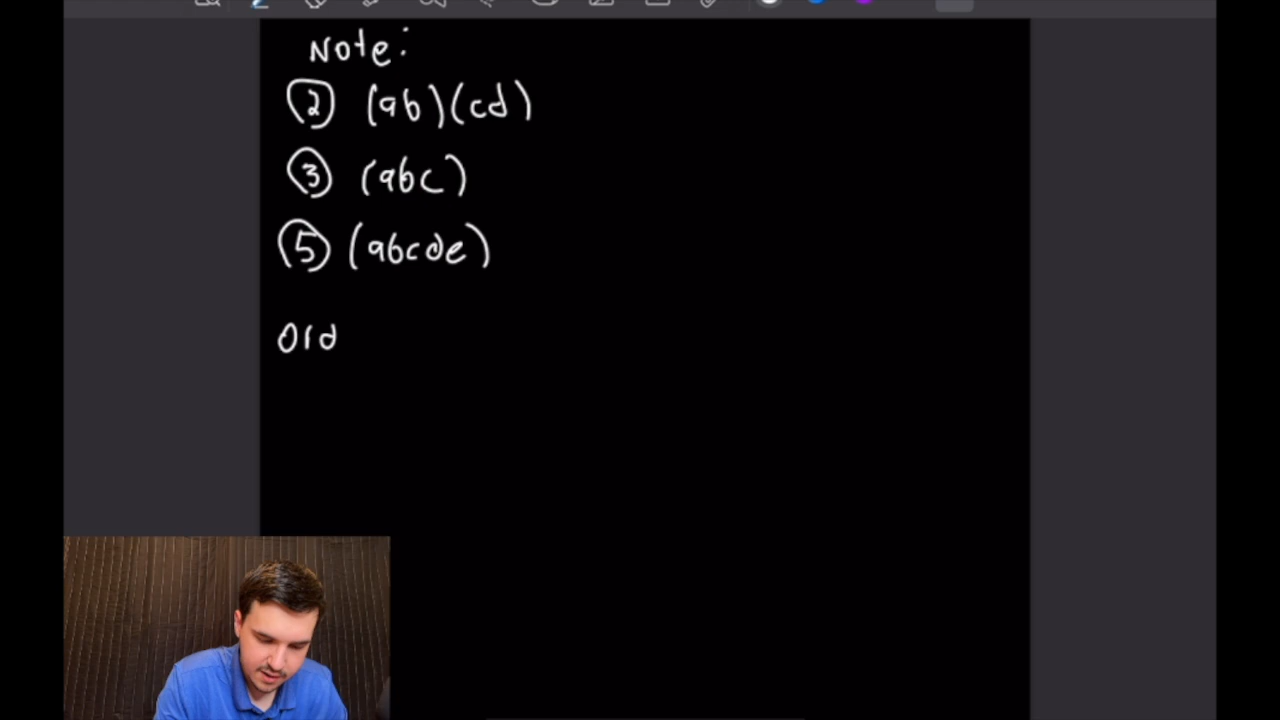 Note:
② (ab)(cd)
③ (abc)
⑤ (abcde)
Ord